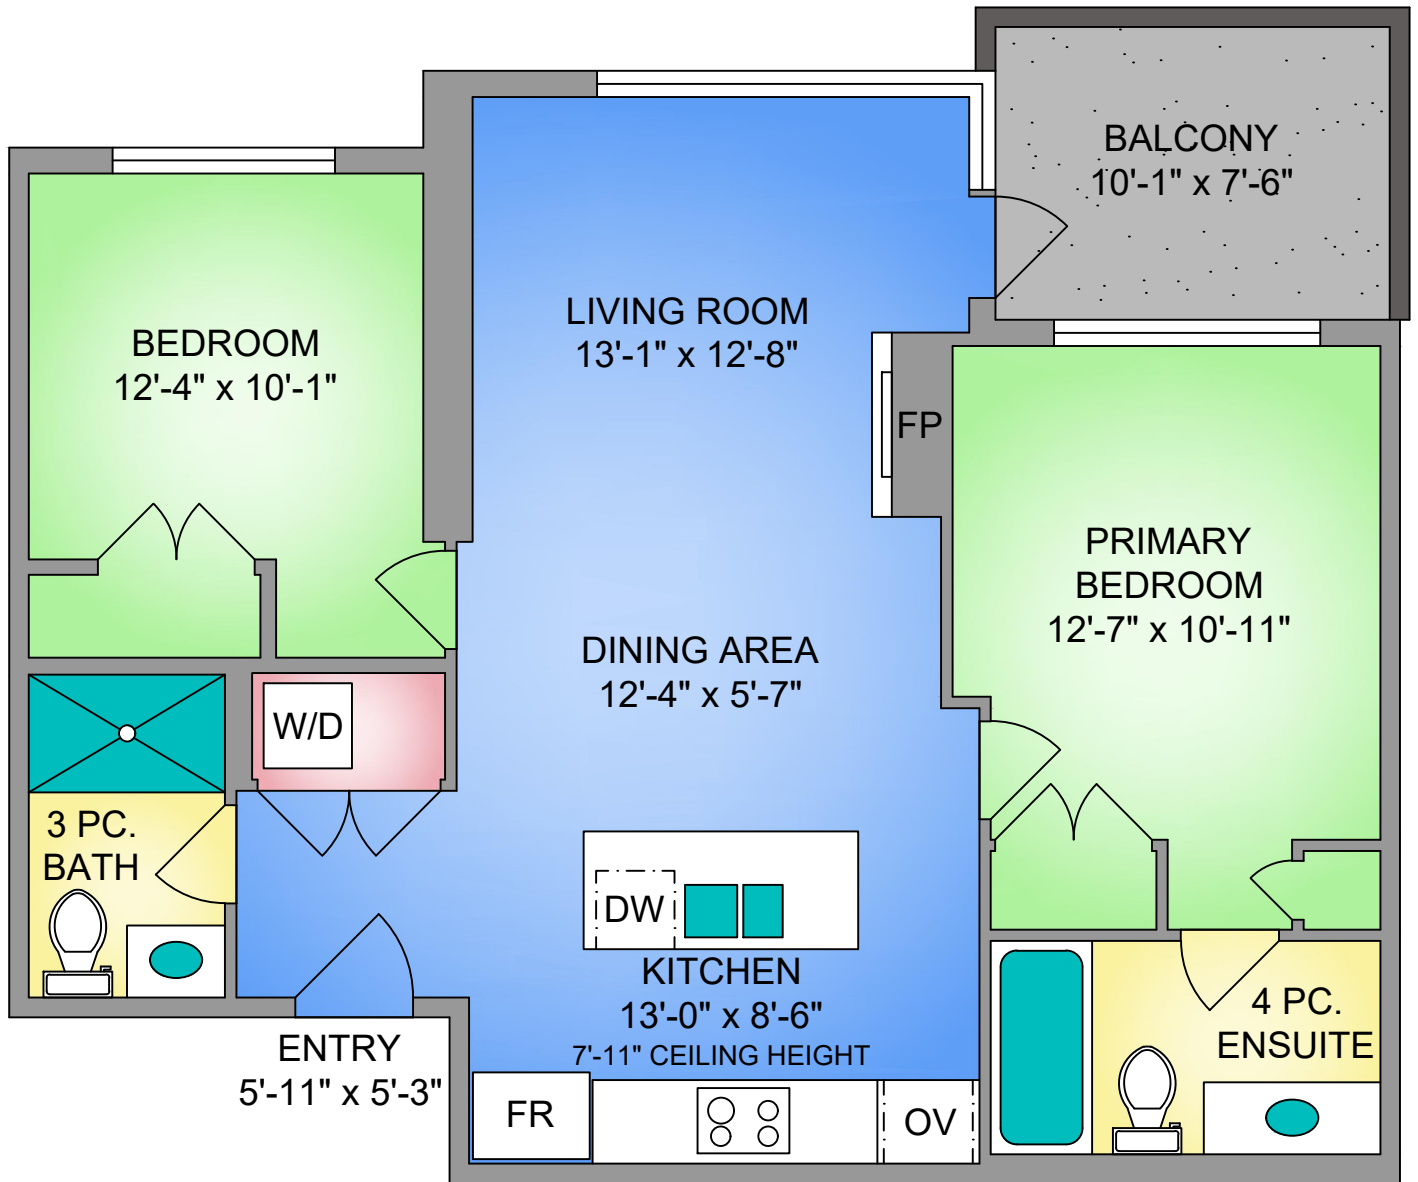 BALCONY
10'-1" x 7'-6"
LIVING ROOM
13'-1" x 12'-8"
BEDROOM
12'-4" x 10'-1"
FP
PRIMARY
BEDROOM
12'-7" x 10'-11"
DINING AREA
12'-4" x 5'-7"
W/D
3 PC.
BATH
DW
KITCHEN
13'-0" x 8'-6"
7'-11" CEILING HEIGHT
4 PC.
ENSUITE
ENTRY
5'-11" x 5'-3"
FR
OV